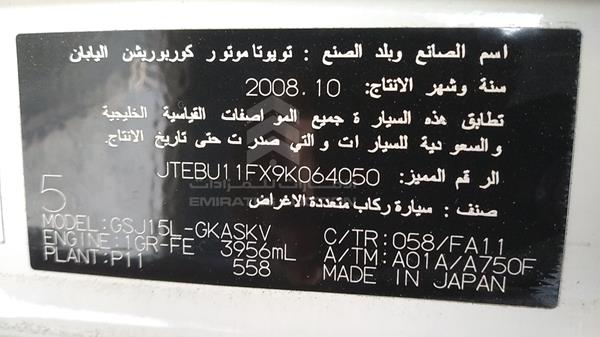 اسم الصانع وبلد الصنع : تويوتا موتور كوربوريشن اليابان
سنة وشهر الانتاج: 2008.10
تطابق هذه السيارة جميع المواصفات القياسية الخليجية
والسعودية للسيارات والتي صدرت حتى تاريخ الانتاج.
الرقم المميز: JTEBU11FX9K064050
صنف : سيارة ركاب متعددة الاغراض
5
MODEL: GSJ15L-GKASKV C/TR: 058/FA11
ENGINE: 1GR-FE 3956mL A/TM: A01A/A750F
PLANT: P11 558 MADE IN JAPAN
الامارات للمزادات